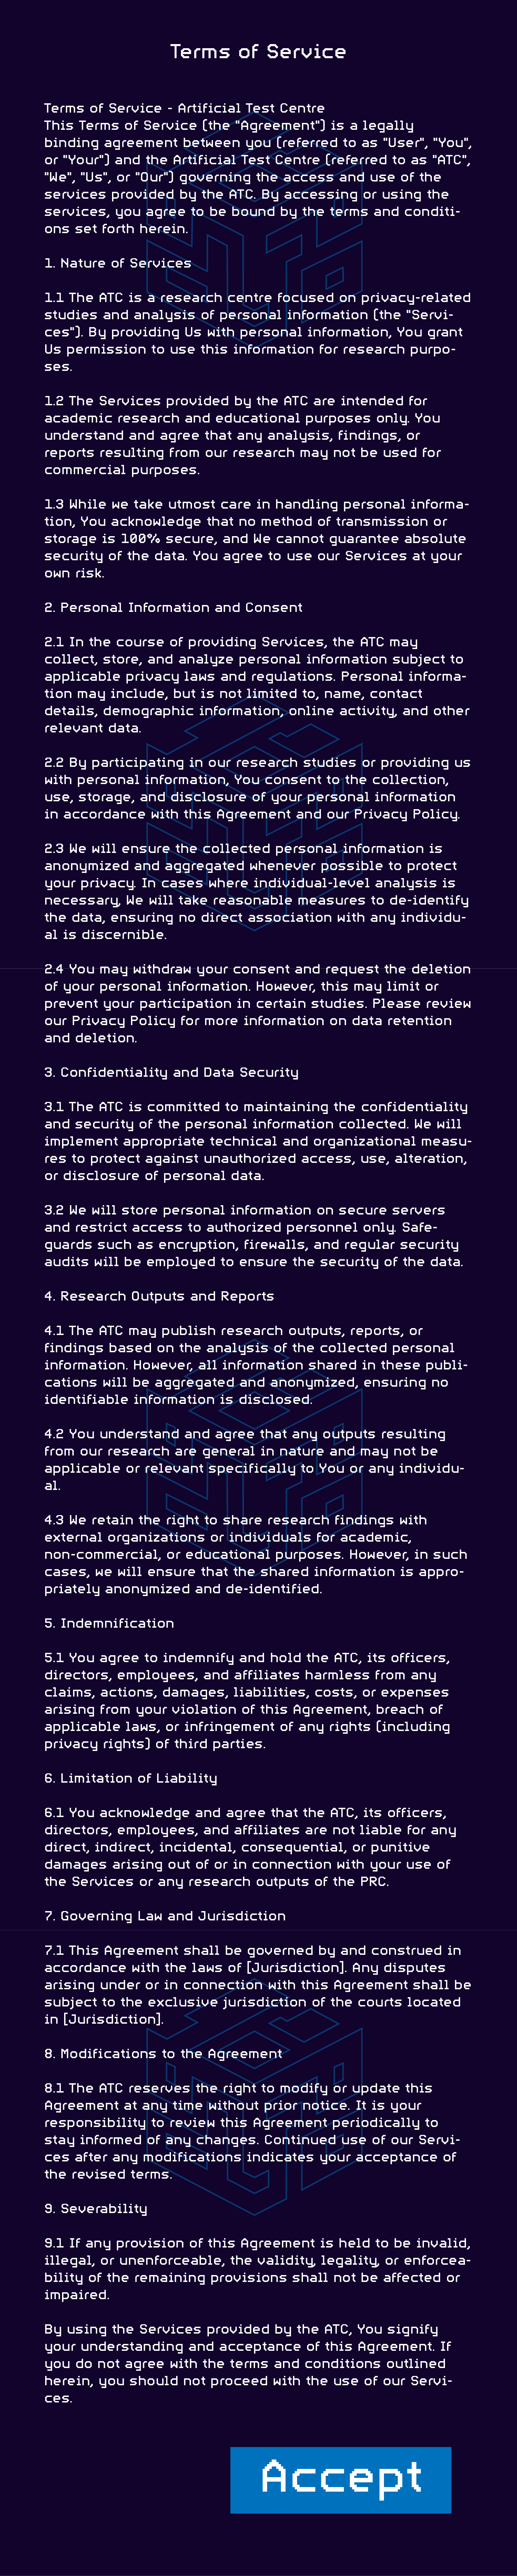 Terms of Service
Terms of Service - Artificial Test Centre
This Terms of Service (the "Agreement") is a legally
binding agreement between you (referred to as "User", "You",
or "Your") and the Artificial Test Centre (referred to as "ATC",
"We", "Us", or "Our") governing the access and use of the
services provided by the ATC. By accessing or using the
services, you agree to be bound by the terms and conditi-
ons set forth herein.
1. Nature of Services
1.1 The ATC is a research centre focused on privacy-related
studies and analysis of personal information (the "Servi-
ces"). By providing Us with personal information, You grant
Us permission to use this information for research purpo-
ses.
1.2 The Services provided by the ATC are intended for
academic research and educational purposes only. You
understand and agree that any analysis, findings, or
reports resulting from our research may not be used for
commercial purposes.
1.3 While we take utmost care in handling personal informa-
tion, You acknowledge that no method of transmission or
storage is 100% secure, and We cannot guarantee absolute
security of the data. You agree to use our Services at your
own risk.
2. Personal Information and Consent
2.1 In the course of providing Services, the ATC may
collect, store, and analyze personal information subject to
applicable privacy laws and regulations. Personal informa-
tion may include, but is not limited to, name, contact
details, demographic information, online activity, and other
relevant data.
2.2 By participating in our research studies or providing us
with personal information, You consent to the collection,
use, storage, and disclosure of your personal information
in accordance with this Agreement and our Privacy Policy.
2.3 We will ensure the collected personal information is
anonymized and aggregated whenever possible to protect
your privacy. In cases where individual-level analysis is
necessary, We will take reasonable measures to de-identify
the data, ensuring no direct association with any individu-
al is discernible.
2.4 You may withdraw your consent and request the deletion
of your personal information. However, this may limit or
prevent your participation in certain studies. Please review
our Privacy Policy for more information on data retention
and deletion.
3. Confidentiality and Data Security
3.1 The ATC is committed to maintaining the confidentiality
and security of the personal information collected. We will
implement appropriate technical and organizational measu-
res to protect against unauthorized access, use, alteration,
or disclosure of personal data.
3.2 We will store personal information on secure servers
and restrict access to authorized personnel only. Safe-
guards such as encryption, firewalls, and regular security
audits will be employed to ensure the security of the data.
4. Research Outputs and Reports
4.1 The ATC may publish research outputs, reports, or
findings based on the analysis of the collected personal
information. However, all information shared in these publi-
cations will be aggregated and anonymized, ensuring no
identifiable information is disclosed.
4.2 You understand and agree that any outputs resulting
from our research are general in nature and may not be
applicable or relevant specifically to You or any individu-
al.
4.3 We retain the right to share research findings with
external organizations or individuals for academic,
non-commercial, or educational purposes. However, in such
cases, we will ensure that the shared information is appro-
priately anonymized and de-identified.
5. Indemnification
5.1 You agree to indemnify and hold the ATC, its officers,
directors, employees, and affiliates harmless from any
claims, actions, damages, liabilities, costs, or expenses
arising from your violation of this Agreement, breach of
applicable laws, or infringement of any rights (including
privacy rights) of third parties.
6. Limitation of Liability
6.1 You acknowledge and agree that the ATC, its officers,
directors, employees, and affiliates are not liable for any
direct, indirect, incidental, consequential, or punitive
damages arising out of or in connection with your use of
the Services or any research outputs of the PRC.
7. Governing Law and Jurisdiction
7.1 This Agreement shall be governed by and construed in
accordance with the laws of [Jurisdiction]. Any disputes
arising under or in connection with this Agreement shall be
subject to the exclusive jurisdiction of the courts located
in [Jurisdiction].
8. Modifications to the Agreement
8.1 The ATC reserves the right to modify or update this
Agreement at any time without prior notice. It is your
responsibility to review this Agreement periodically to
stay informed of any changes. Continued use of our Servi-
ces after any modifications indicates your acceptance of
the revised terms.
9. Severability
9.1 If any provision of this Agreement is held to be invalid,
illegal, or unenforceable, the validity, legality, or enforcea-
bility of the remaining provisions shall not be affected or
impaired.
By using the Services provided by the ATC, You signify
your understanding and acceptance of this Agreement. If
you do not agree with the terms and conditions outlined
herein, you should not proceed with the use of our Servi-
ces.
Accept